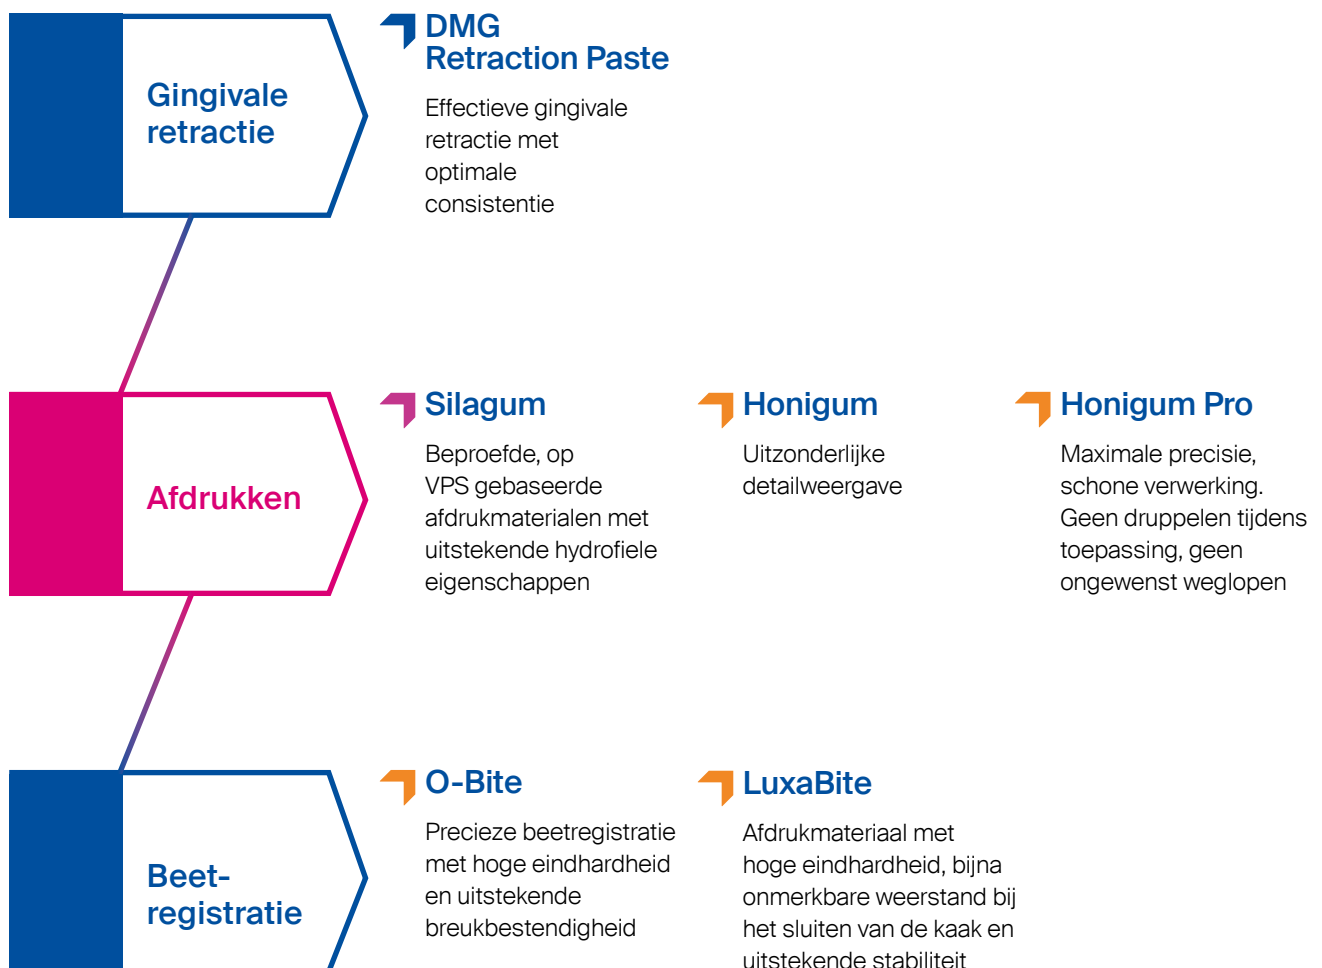 Gingivale
retractie
DMG
Retraction Paste
Effectieve gingivale
retractie met
optimale
consistentie
Afdrukken
Silagum
Beproefde, op
VPS gebaseerde
afdrukmaterialen met
uitstekende hydrofiele
eigenschappen
Honigum
Uitzonderlijke
detailweergave
Honigum Pro
Maximale precisie,
schone verwerking.
Geen druppelen tijdens
toepassing, geen
ongewenst weglopen
Beet-
registratie
O-Bite
Precieze beetregistratie
met hoge eindhardheid
en uitstekende
breukbestendigheid
LuxaBite
Afdrukmateriaal met
hoge eindhardheid, bijna
onmerkbare weerstand bij
het sluiten van de kaak en
uitstekende stabiliteit